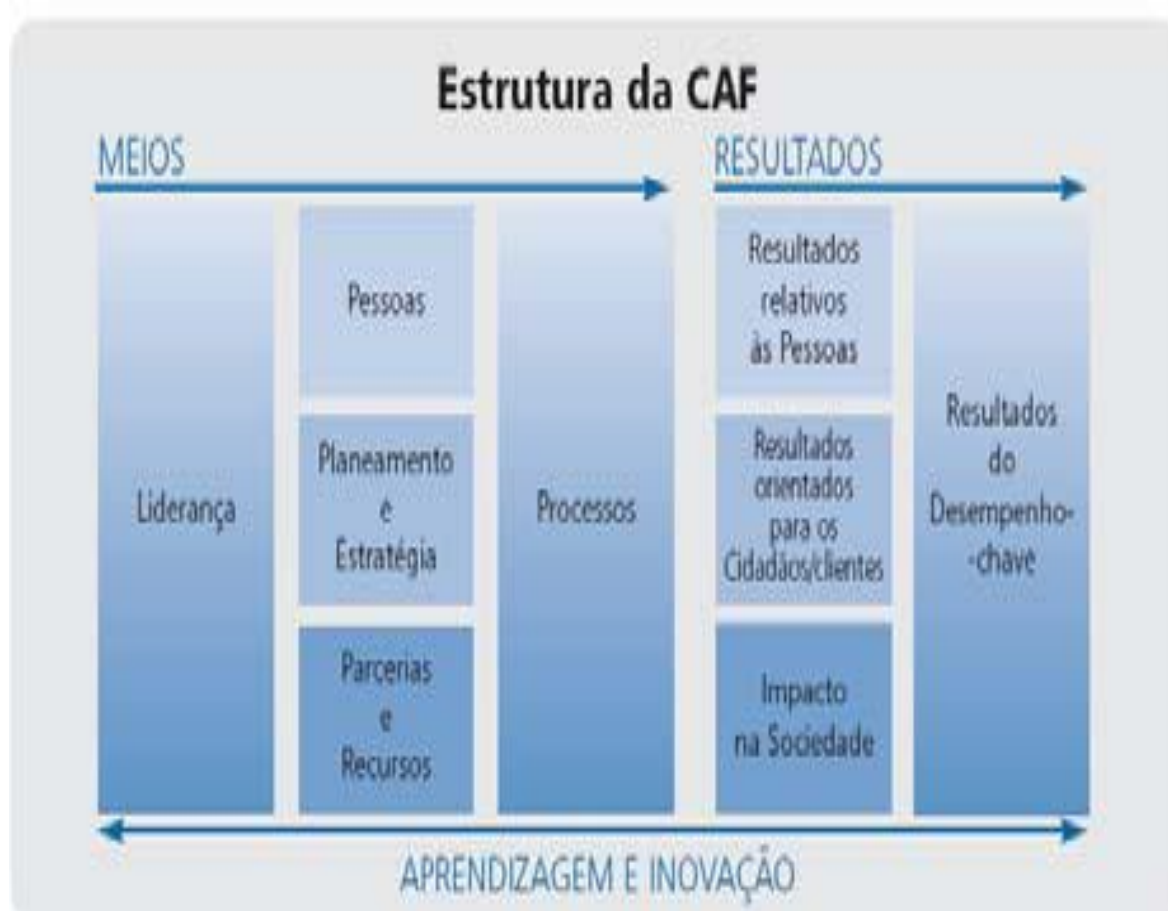 Estrutura da CAF
MEIOS
RESULTADOS
Liderança
Pessoas
Planeamento
e
Estratégia
Parcerias
e
Recursos
Processos
Resultados
relativos
às Pessoas
Resultados
orientados
para os
Cidadãos/clientes
Impacto
na Sociedade
Resultados
do
Desempenho-
-chave
APRENDIZAGEM E INOVAÇÃO